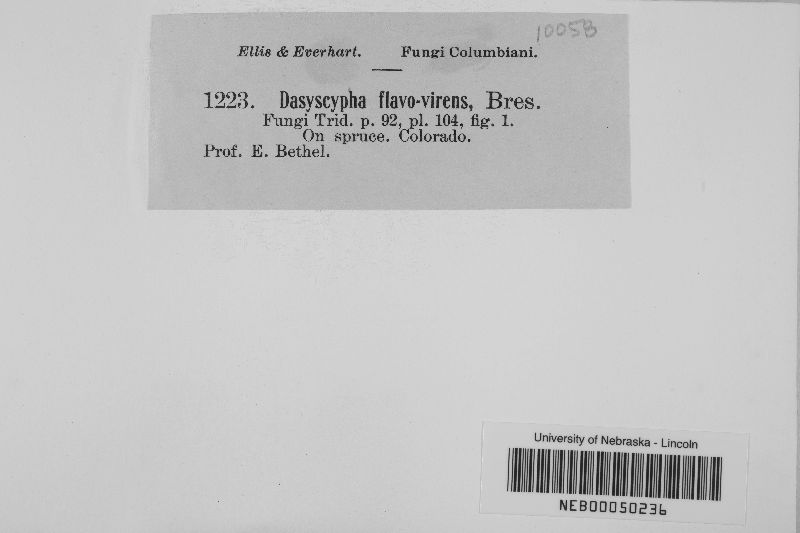 10053
Ellis & Everhart. Fungi Columbiani.
1223. Dasyscypha flavo-virens, Bres.
Fungi Trid. p. 92, pl. 104, fig. 1.
On spruce. Colorado.
Prof. E. Bethel.
University of Nebraska - Lincoln
NEB00050236